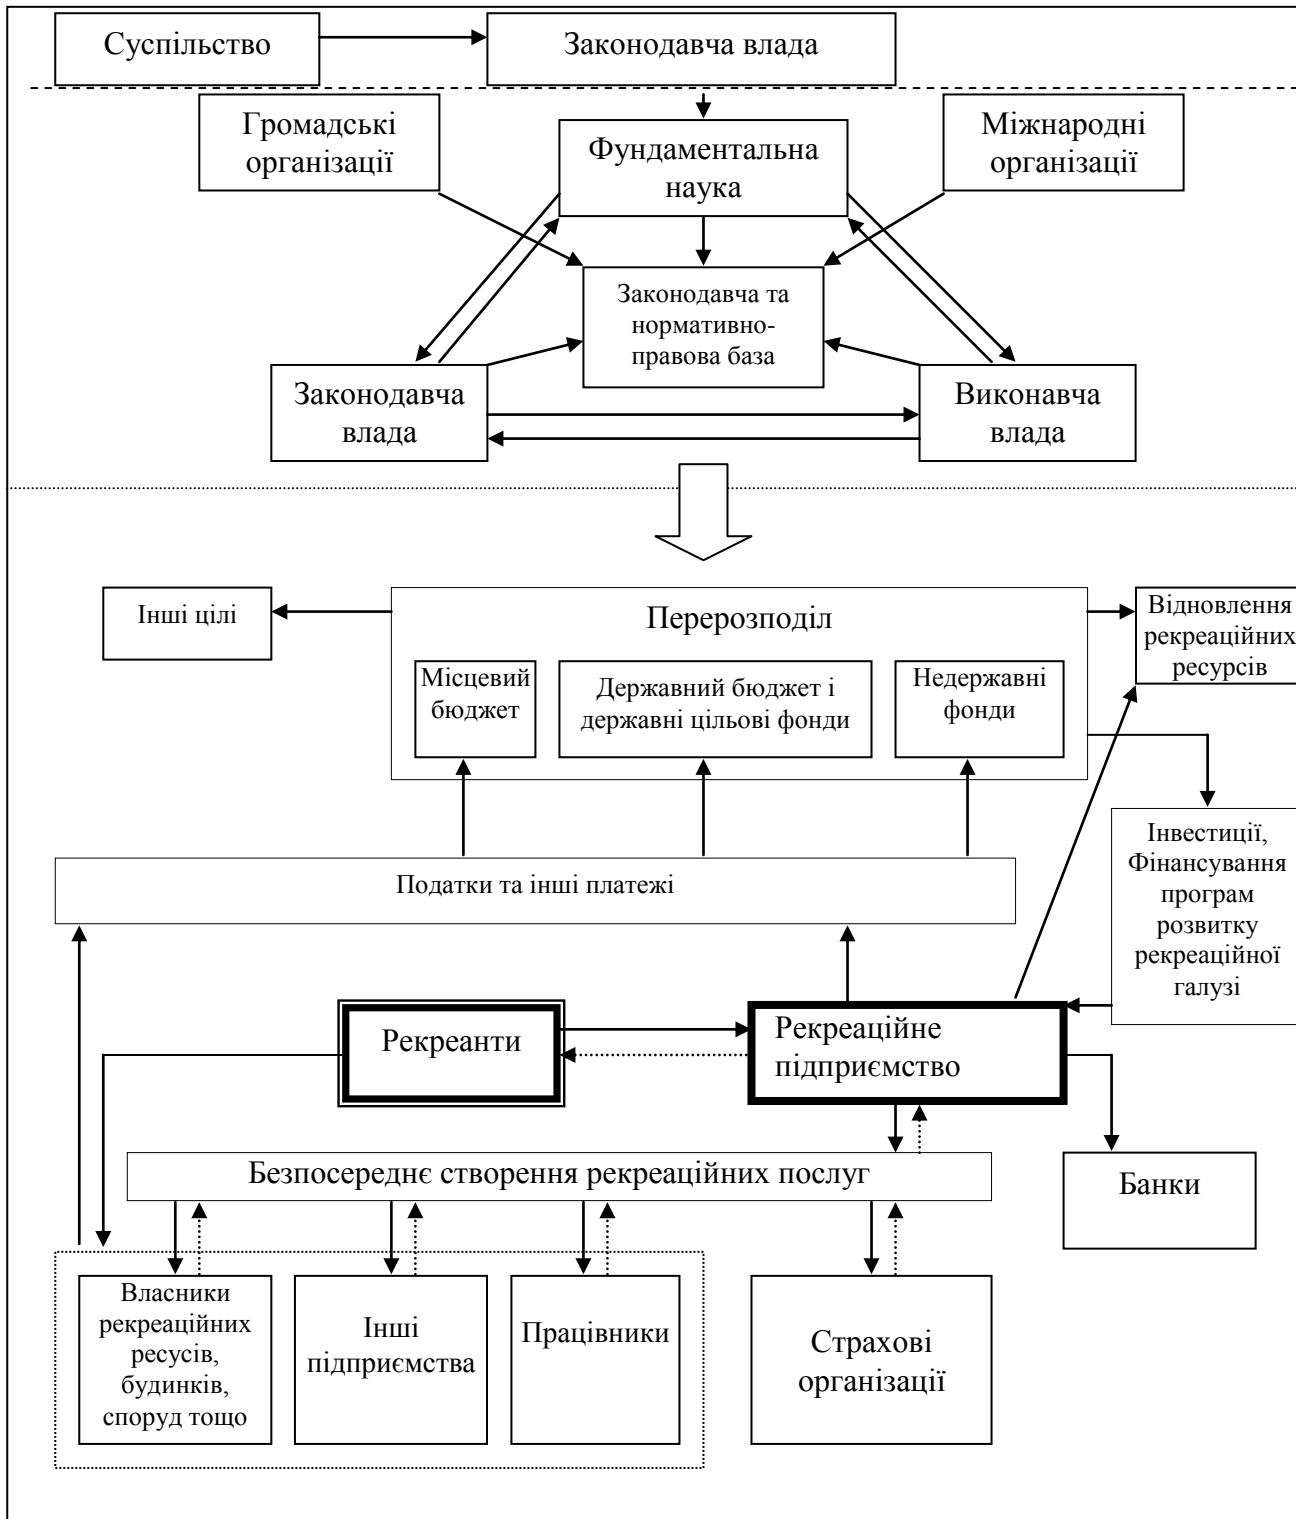 Суспільство
Законодавча влада
Громадські
організації
Фундаментальна
наука
Міжнародні
організації
Законодавча та
нормативно-
правова база
Законодавча
влада
Виконавча
влада
Інші цілі
Перерозподіл
Відновлення
рекреаційних
ресурсів
Місцевий
бюджет
Державний бюджет і
державні цільові фонди
Недержавні
фонди
Інвестиції,
Фінансування
програм
розвитку
рекреаційної
галузі
Податки та інші платежі
Рекреанти
Рекреаційне
підприємство
Безпосереднє створення рекреаційних послуг
Банки
Власники
рекреаційних
ресусів,
будинків,
споруд тощо
Інші
підприємства
Працівники
Страхові
організації